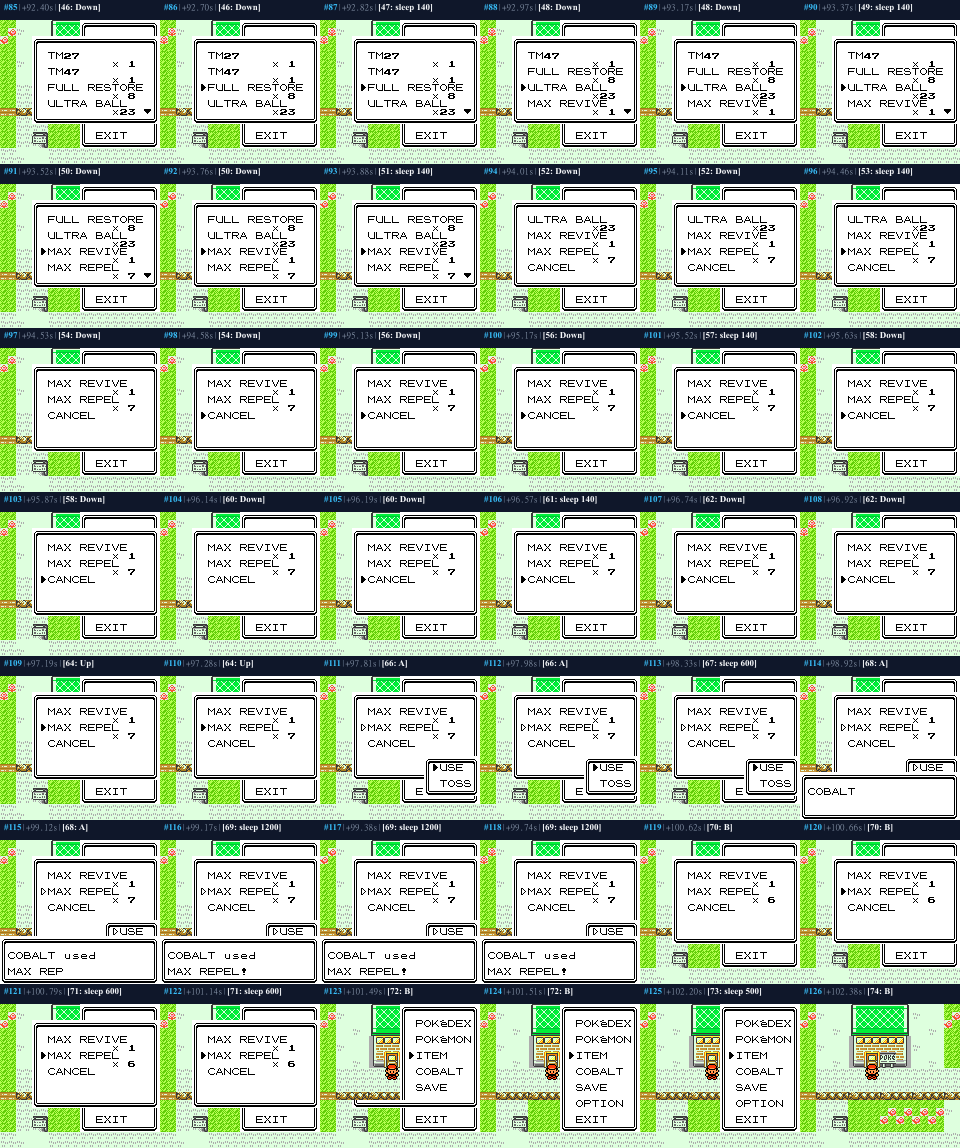 #85|+92.40s|[46: Down]
TM27
× 1
TM47
× 1
FULL RESTORE
× 8
ULTRA BALL
×23
EXIT
#86|+92.70s|[46: Down]
TM27
× 1
TM47
× 1
▶FULL RESTORE
× 8
ULTRA BALL
×23
EXIT
#87|+92.82s|[47: sleep 140]
TM27
× 1
TM47
× 1
▶FULL RESTORE
× 8
ULTRA BALL
×23
EXIT
#88|+92.97s|[48: Down]
TM47
× 1
FULL RESTORE
× 8
▶ULTRA BALL
×23
MAX REVIVE
× 1
EXIT
#89|+93.17s|[48: Down]
TM47
× 1
FULL RESTORE
× 8
▶ULTRA BALL
×23
MAX REVIVE
× 1
EXIT
#90|+93.37s|[49: sleep 140]
TM47
× 1
FULL RESTORE
× 8
▶ULTRA BALL
×23
MAX REVIVE
× 1
EXIT
#91|+93.52s|[50: Down]
FULL RESTORE
× 8
ULTRA BALL
×23
▶MAX REVIVE
× 1
MAX REPEL
× 7
EXIT
#92|+93.76s|[50: Down]
FULL RESTORE
× 8
ULTRA BALL
×23
▶MAX REVIVE
× 1
MAX REPEL
× 7
EXIT
#93|+93.88s|[51: sleep 140]
FULL RESTORE
× 8
ULTRA BALL
×23
▶MAX REVIVE
× 1
MAX REPEL
× 7
EXIT
#94|+94.01s|[52: Down]
ULTRA BALL
×23
MAX REVIVE
× 1
MAX REPEL
× 7
CANCEL
EXIT
#95|+94.11s|[52: Down]
ULTRA BALL
×23
MAX REVIVE
× 1
▶MAX REPEL
× 7
CANCEL
EXIT
#96|+94.46s|[53: sleep 140]
ULTRA BALL
×23
MAX REVIVE
× 1
▶MAX REPEL
× 7
CANCEL
EXIT
#97|+94.53s|[54: Down]
MAX REVIVE
× 1
MAX REPEL
× 7
CANCEL
EXIT
#98|+94.58s|[54: Down]
MAX REVIVE
× 1
MAX REPEL
× 7
▶CANCEL
EXIT
#99|+95.13s|[56: Down]
MAX REVIVE
× 1
MAX REPEL
× 7
▶CANCEL
EXIT
#100|+95.17s|[56: Down]
MAX REVIVE
× 1
MAX REPEL
× 7
▶CANCEL
EXIT
#101|+95.52s|[57: sleep 140]
MAX REVIVE
× 1
MAX REPEL
× 7
▶CANCEL
EXIT
#102|+95.63s|[58: Down]
MAX REVIVE
× 1
MAX REPEL
× 7
▶CANCEL
EXIT
#103|+95.87s|[58: Down]
MAX REVIVE
× 1
MAX REPEL
× 7
▶CANCEL
EXIT
#104|+96.14s|[60: Down]
MAX REVIVE
× 1
MAX REPEL
× 7
CANCEL
EXIT
#105|+96.19s|[60: Down]
MAX REVIVE
× 1
MAX REPEL
× 7
▶CANCEL
EXIT
#106|+96.57s|[61: sleep 140]
MAX REVIVE
× 1
MAX REPEL
× 7
▶CANCEL
EXIT
#107|+96.74s|[62: Down]
MAX REVIVE
× 1
MAX REPEL
× 7
▶CANCEL
EXIT
#108|+96.92s|[62: Down]
MAX REVIVE
× 1
MAX REPEL
× 7
▶CANCEL
EXIT
#109|+97.19s|[64: Up]
MAX REVIVE
× 1
▶MAX REPEL
× 7
CANCEL
EXIT
#110|+97.28s|[64: Up]
MAX REVIVE
× 1
▶MAX REPEL
× 7
CANCEL
EXIT
#111|+97.81s|[66: A]
MAX REVIVE
× 1
▷MAX REPEL
× 7
CANCEL
▶USE
TOSS
E
#112|+97.98s|[66: A]
MAX REVIVE
× 1
▷MAX REPEL
× 7
CANCEL
▶USE
TOSS
E
#113|+98.33s|[67: sleep 600]
MAX REVIVE
× 1
▷MAX REPEL
× 7
CANCEL
▶USE
TOSS
E
#114|+98.92s|[68: A]
MAX REVIVE
× 1
▷MAX REPEL
× 7
CANCEL
▷USE
COBALT
#115|+99.12s|[68: A]
MAX REVIVE
× 1
▷MAX REPEL
× 7
CANCEL
▷USE
COBALT used
MAX REP
#116|+99.17s|[69: sleep 1200]
MAX REVIVE
× 1
▷MAX REPEL
× 7
CANCEL
▷USE
COBALT used
MAX REPEL!
#117|+99.38s|[69: sleep 1200]
MAX REVIVE
× 1
▷MAX REPEL
× 7
CANCEL
▷USE
COBALT used
MAX REPEL!
#118|+99.74s|[69: sleep 1200]
MAX REVIVE
× 1
▷MAX REPEL
× 7
CANCEL
▷USE
COBALT used
MAX REPEL!
#119|+100.62s|[70: B]
MAX REVIVE
× 1
MAX REPEL
× 6
CANCEL
EXIT
#120|+100.66s|[70: B]
MAX REVIVE
× 1
▶MAX REPEL
× 6
CANCEL
EXIT
#121|+100.79s|[71: sleep 600]
MAX REVIVE
× 1
▶MAX REPEL
× 6
CANCEL
EXIT
#122|+101.14s|[71: sleep 600]
MAX REVIVE
× 1
▶MAX REPEL
× 6
CANCEL
EXIT
#123|+101.49s|[72: B]
POKéDEX
POKéMON
▶ITEM
COBALT
SAVE
OPTION
EXIT
#124|+101.51s|[72: B]
POKéDEX
POKéMON
▶ITEM
COBALT
SAVE
OPTION
EXIT
#125|+102.20s|[73: sleep 500]
POKéDEX
POKéMON
▶ITEM
COBALT
SAVE
OPTION
EXIT
#126|+102.38s|[74: B]
POKé